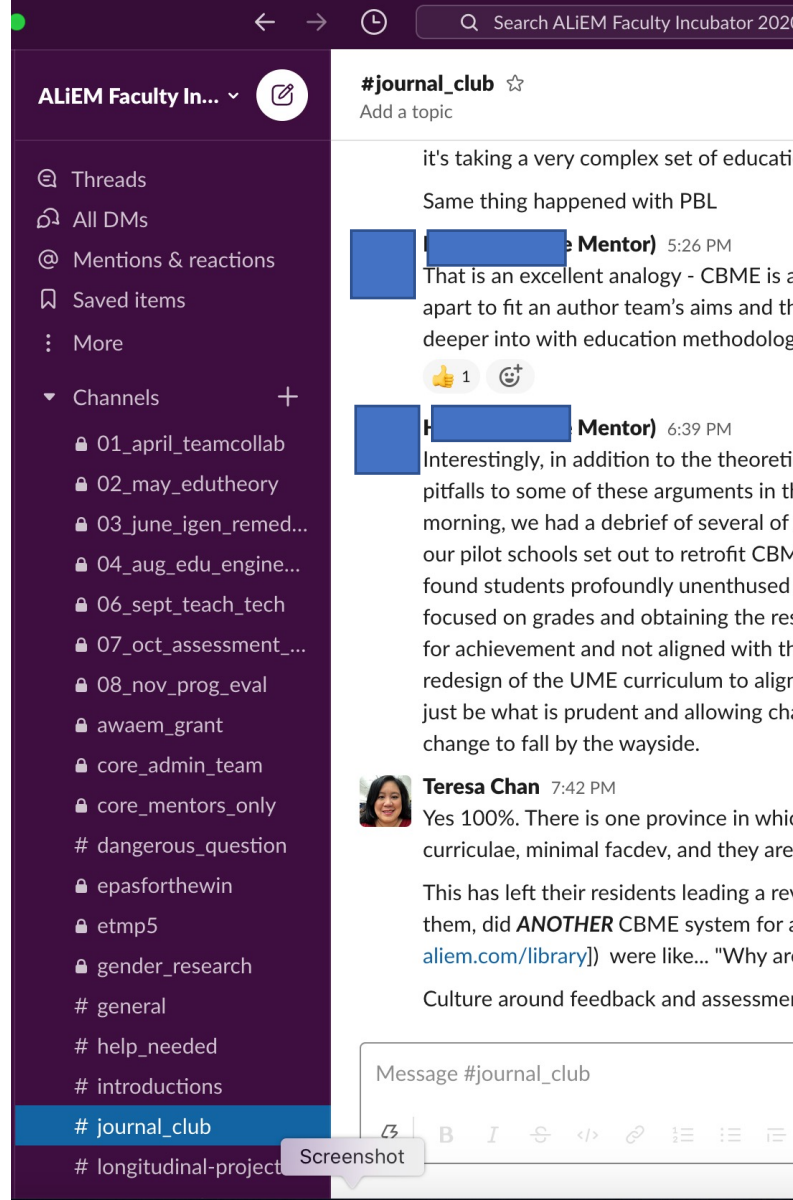 Search ALiEM Faculty Incubator 202
ALiEM Faculty In...
Threads
All DMs
Mentions & reactions
Saved items
More
Channels
01_april_teamcollab
02_may_edutheory
03_june_igen_remed...
04_aug_edu_engine...
06_sept_teach_tech
07_oct_assessment_...
08_nov_prog_eval
awaem_grant
core_admin_team
core_mentors_only
# dangerous_question
epasforthewin
etmp5
gender_research
# general
# help_needed
# introductions
# journal_club
# longitudinal-project
Screenshot
#journal_club
Add a topic
it's taking a very complex set of educati
Same thing happened with PBL
e Mentor) 5:26 PM
That is an excellent analogy - CBME is a
apart to fit an author team's aims and th
deeper into with education methodolog
1
H Mentor) 6:39 PM
Interestingly, in addition to the theoreti
pitfalls to some of these arguments in th
morning, we had a debrief of several of
our pilot schools set out to retrofit CBM
found students profoundly unenthused
focused on grades and obtaining the res
for achievement and not aligned with th
redesign of the UME curriculum to align
just be what is prudent and allowing cha
change to fall by the wayside.
Teresa Chan 7:42 PM
Yes 100%. There is one province in whic
curriculae, minimal facdev, and they are
This has left their residents leading a rev
them, did ANOTHER CBME system for a
aliem.com/library]) were like... "Why are
Culture around feedback and assessmen
Message #journal_club
B I S </>